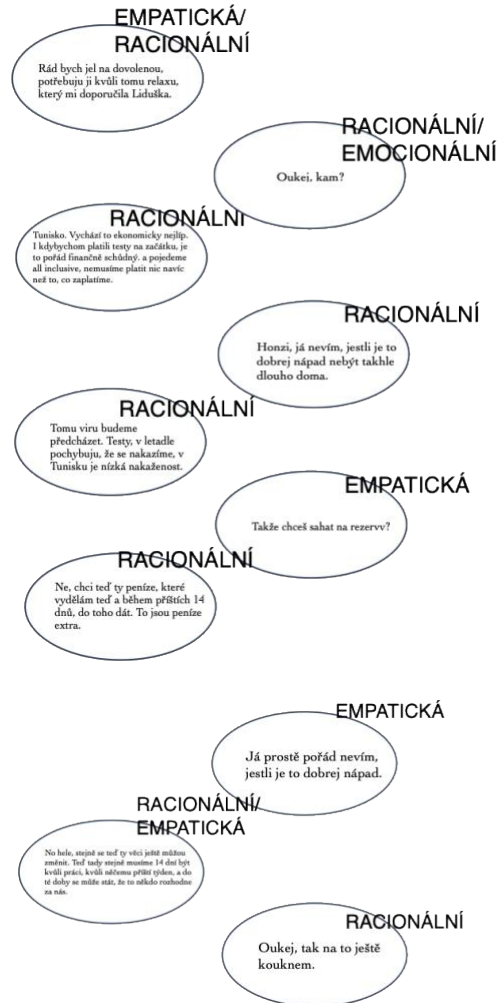 EMPATICKÁ/
RACIONÁLNÍ
Rád bych jel na dovolenou,
potřebuju ji kvůli tomu relaxu,
který mi doporučila Liduška.
RACIONÁLNÍ/
EMOCIONÁLNÍ
Oukej, kam?
RACIONÁLNÍ
Tunisko. Vychází to ekonomicky nejlíp.
I kdybychom platili testy na začátku, je
to pořád finančně schůdný. a pojedeme
all inclusive, nemusíme platit nic navíc
než to, co zaplatíme.
RACIONÁLNÍ
Honzi, já nevím, jestli je to
dobrej nápad nebýt takhle
dlouho doma.
RACIONÁLNÍ
Tomu viru budeme
předcházet. Testy, v letadle
pochybuju, že se nakazíme, v
Tunisku je nízká nakaženost.
EMPATICKÁ
Takže chceš sahat na rezervy?
RACIONÁLNÍ
Ne, chci teď ty peníze, které
vydělám teď a během příštích 14
dnů, do toho dát. To jsou peníze
extra.
EMPATICKÁ
Já prostě pořád nevím,
jestli je to dobrej nápad.
RACIONÁLNÍ/
EMPATICKÁ
No hele, stejně se teď ty věci ještě můžou
změnit. Teď tady stejně musíme 14 dní být
kvůli práci, kvůli něčemu příští týden, a do
té doby se může stát, že to někdo rozhodne
za nás.
RACIONÁLNÍ
Oukej, tak na to ještě
kouknem.